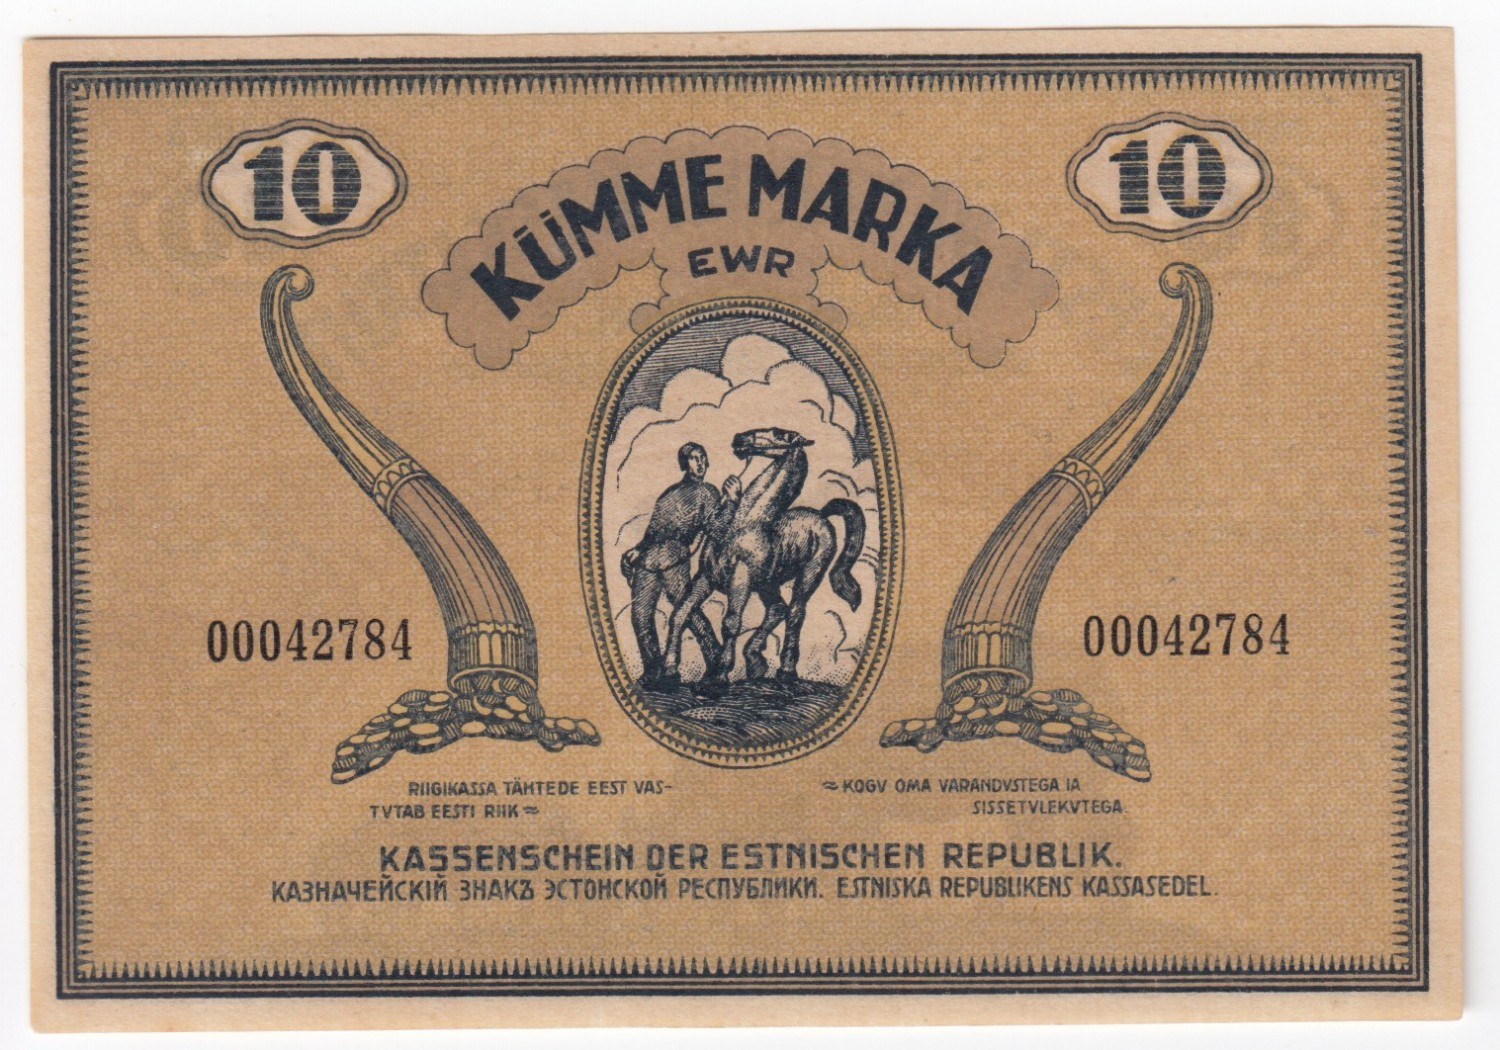 10
10
KÜMME MARKA
EWR
00042784
00042784
RIIGIKASSA TÄHTEDE EEST VAS-
TVTAB EESTI RIIK ≈
≈ KOGV OMA VARANDVSTEGA IA
SISSETVLEKVTEGA.
KASSENSCHEIN DER ESTNISCHEN REPUBLIK.
КАЗНАЧЕЙСКІЙ ЗНАКЪ ЭСТОНСКОЙ РЕСПУБЛИКИ. ESTNISKA REPUBLIKENS KASSASEDEL.